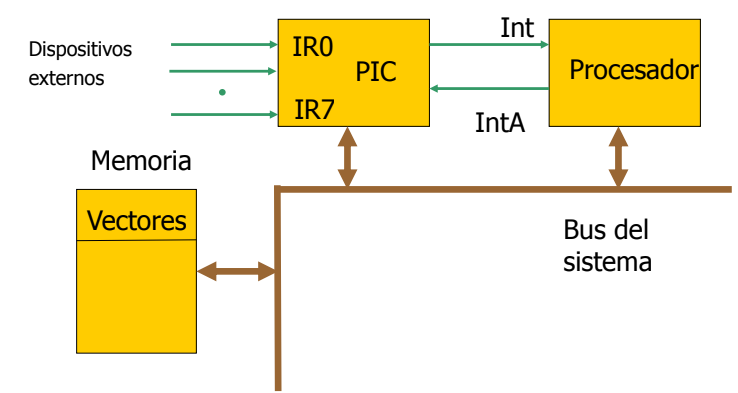 Dispositivos
externos
IR0
PIC
IR7
Int
IntA
Procesador
Memoria
Vectores
Bus del
sistema